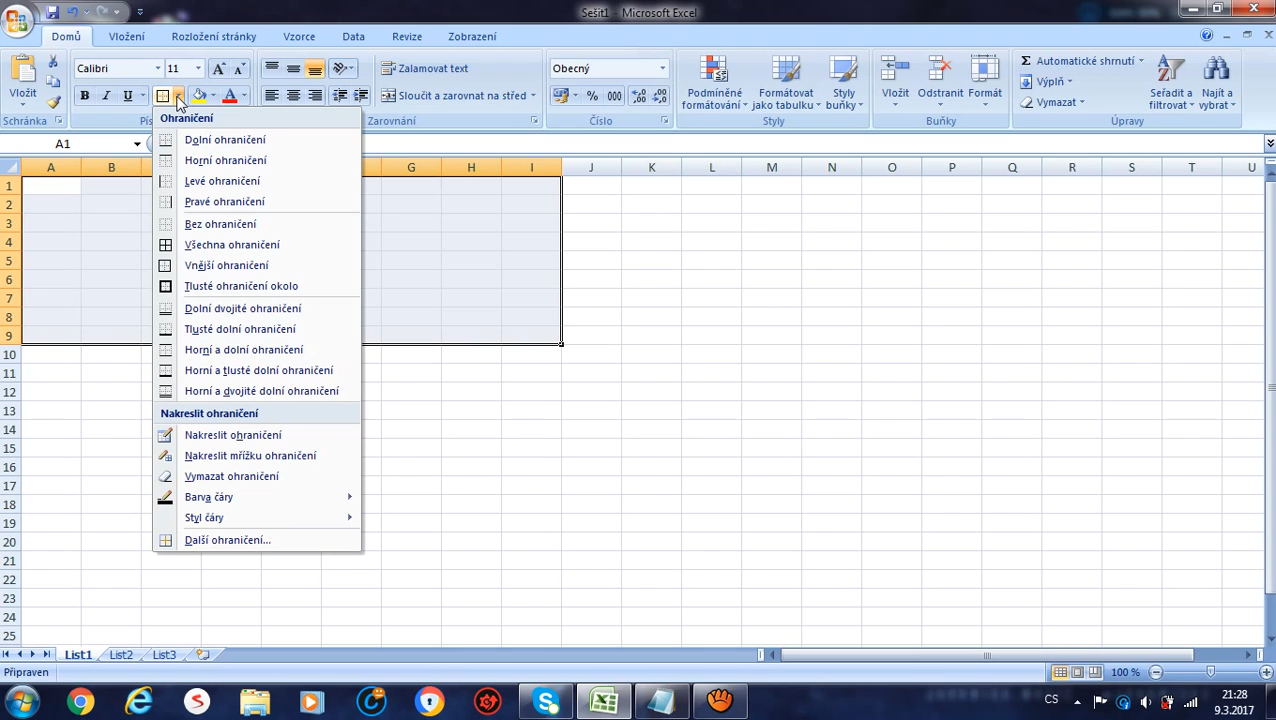 Sešit1 - Microsoft Excel
Domů Vložení Rozložení stránky Vzorce Data Revize Zobrazení
Vložit
Schránka
Calibri 11
B I U
Pís
Zalamovat text
Sloučit a zarovnat na střed
Zarovnání
Obecný
% 000
Číslo
Podmíněné formátování
Formátovat jako tabulku
Styly buňky
Styly
Vložit Odstranit Formát
Buňky
Automatické shrnutí
Výplň
Vymazat
Seřadit a filtrovat
Najít a vybrat
Úpravy
A1
A B G H I J K L M N O P Q R S T U
1
2
3
4
5
6
7
8
9
10
11
12
13
14
15
16
17
18
19
20
21
22
23
24
25
Ohraničení
Dolní ohraničení
Horní ohraničení
Levé ohraničení
Pravé ohraničení
Bez ohraničení
Všechna ohraničení
Vnější ohraničení
Tlusté ohraničení okolo
Dolní dvojité ohraničení
Tlusté dolní ohraničení
Horní a dolní ohraničení
Horní a tlusté dolní ohraničení
Horní a dvojité dolní ohraničení
Nakreslit ohraničení
Nakreslit ohraničení
Nakreslit mřížku ohraničení
Vymazat ohraničení
Barva čáry
Styl čáry
Další ohraničení...
List1 List2 List3
Připraven
100 %
CS
21:28
9.3.2017